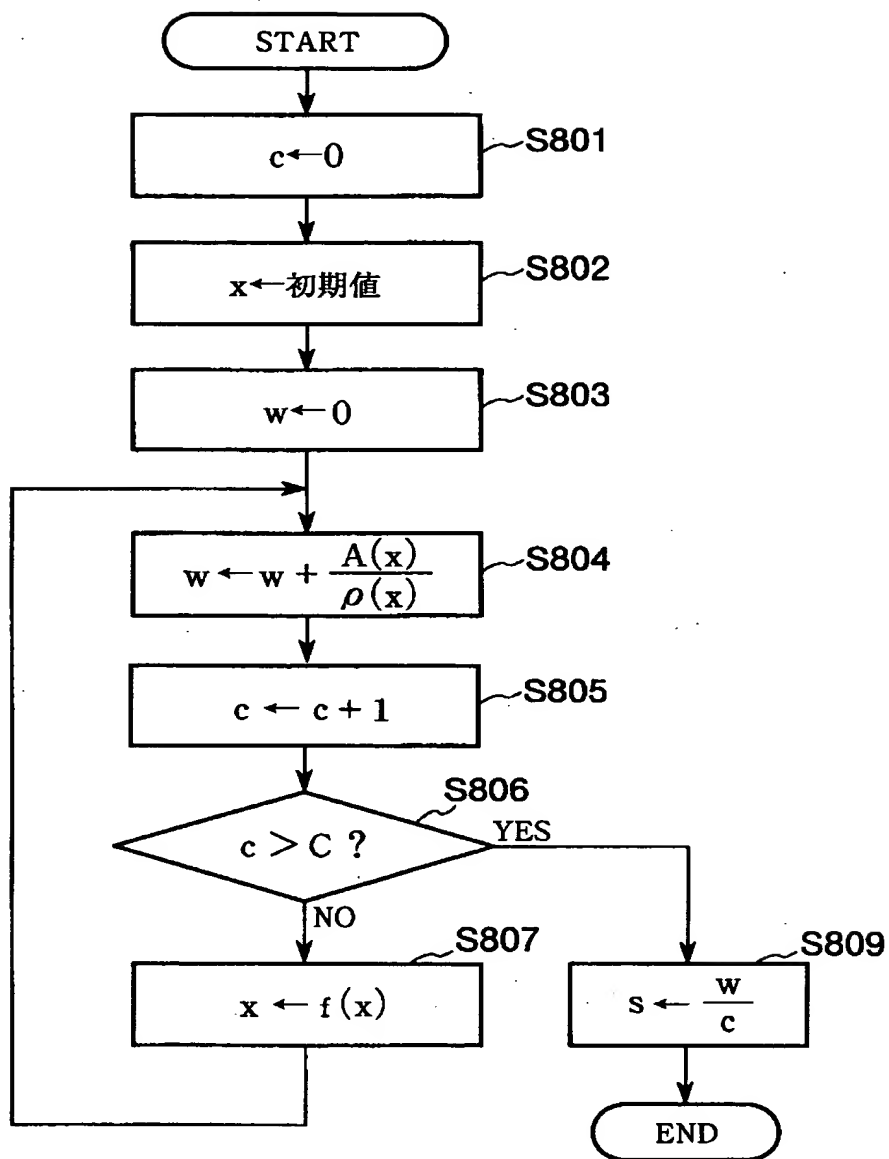 START
c←0
S801
x←初期値
S802
w←0
S803
w ← w + A(x)/ρ(x)
S804
c ← c + 1
S805
S806
c > C ?
YES
NO
S807
x ← f(x)
S809
s ← w/c
END